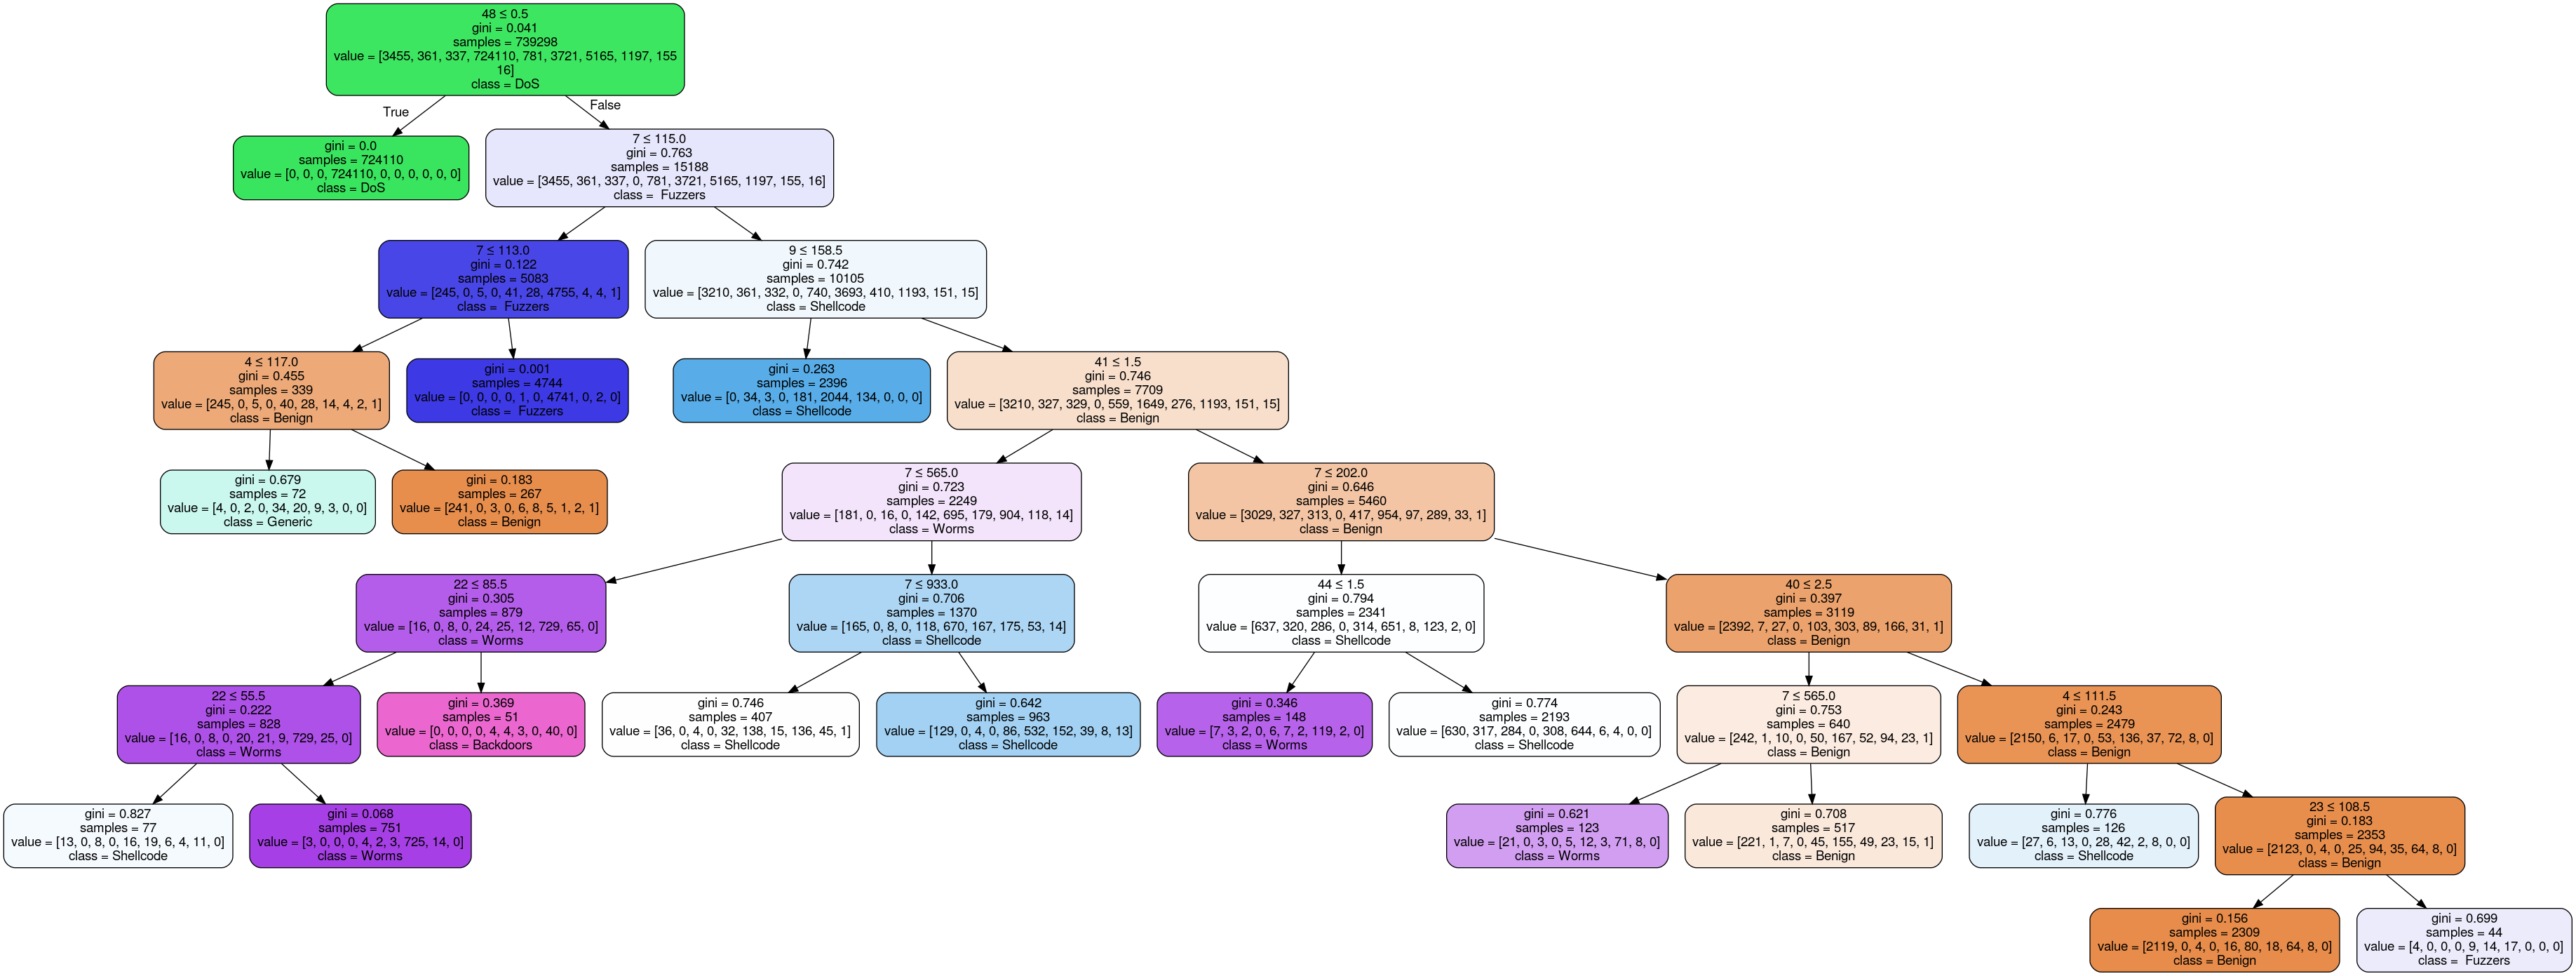 48 ≤ 0.5
gini = 0.041
samples = 739298
value = [3455, 361, 337, 724110, 781, 3721, 5165, 1197, 155
16]
class = DoS
True
False
gini = 0.0
samples = 724110
value = [0, 0, 0, 724110, 0, 0, 0, 0, 0, 0]
class = DoS
7 ≤ 115.0
gini = 0.763
samples = 15188
value = [3455, 361, 337, 0, 781, 3721, 5165, 1197, 155, 16]
class = Fuzzers
7 ≤ 113.0
gini = 0.122
samples = 5083
value = [245, 0, 5, 0, 41, 28, 4755, 4, 4, 1]
class = Fuzzers
9 ≤ 158.5
gini = 0.742
samples = 10105
value = [3210, 361, 332, 0, 740, 3693, 410, 1193, 151, 15]
class = Shellcode
4 ≤ 117.0
gini = 0.455
samples = 339
value = [245, 0, 5, 0, 40, 28, 14, 4, 2, 1]
class = Benign
gini = 0.001
samples = 4744
value = [0, 0, 0, 0, 1, 0, 4741, 0, 2, 0]
class = Fuzzers
gini = 0.263
samples = 2396
value = [0, 34, 3, 0, 181, 2044, 134, 0, 0, 0]
class = Shellcode
41 ≤ 1.5
gini = 0.746
samples = 7709
value = [3210, 327, 329, 0, 559, 1649, 276, 1193, 151, 15]
class = Benign
gini = 0.679
samples = 72
value = [4, 0, 2, 0, 34, 20, 9, 3, 0, 0]
class = Generic
gini = 0.183
samples = 267
value = [241, 0, 3, 0, 6, 8, 5, 1, 2, 1]
class = Benign
7 ≤ 565.0
gini = 0.723
samples = 2249
value = [181, 0, 16, 0, 142, 695, 179, 904, 118, 14]
class = Worms
7 ≤ 202.0
gini = 0.646
samples = 5460
value = [3029, 327, 313, 0, 417, 954, 97, 289, 33, 1]
class = Benign
22 ≤ 85.5
gini = 0.305
samples = 879
value = [16, 0, 8, 0, 24, 25, 12, 729, 65, 0]
class = Worms
7 ≤ 933.0
gini = 0.706
samples = 1370
value = [165, 0, 8, 0, 118, 670, 167, 175, 53, 14]
class = Shellcode
44 ≤ 1.5
gini = 0.794
samples = 2341
value = [637, 320, 286, 0, 314, 651, 8, 123, 2, 0]
class = Shellcode
40 ≤ 2.5
gini = 0.397
samples = 3119
value = [2392, 7, 27, 0, 103, 303, 89, 166, 31, 1]
class = Benign
22 ≤ 55.5
gini = 0.222
samples = 828
value = [16, 0, 8, 0, 20, 21, 9, 729, 25, 0]
class = Worms
gini = 0.369
samples = 51
value = [0, 0, 0, 0, 4, 4, 3, 0, 40, 0]
class = Backdoors
gini = 0.746
samples = 407
value = [36, 0, 4, 0, 32, 138, 15, 136, 45, 1]
class = Shellcode
gini = 0.642
samples = 963
value = [129, 0, 4, 0, 86, 532, 152, 39, 8, 13]
class = Shellcode
gini = 0.346
samples = 148
value = [7, 3, 2, 0, 6, 7, 2, 119, 2, 0]
class = Worms
gini = 0.774
samples = 2193
value = [630, 317, 284, 0, 308, 644, 6, 4, 0, 0]
class = Shellcode
7 ≤ 565.0
gini = 0.753
samples = 640
value = [242, 1, 10, 0, 50, 167, 52, 94, 23, 1]
class = Benign
4 ≤ 111.5
gini = 0.243
samples = 2479
value = [2150, 6, 17, 0, 53, 136, 37, 72, 8, 0]
class = Benign
gini = 0.827
samples = 77
value = [13, 0, 8, 0, 16, 19, 6, 4, 11, 0]
class = Shellcode
gini = 0.068
samples = 751
value = [3, 0, 0, 0, 4, 2, 3, 725, 14, 0]
class = Worms
gini = 0.621
samples = 123
value = [21, 0, 3, 0, 5, 12, 3, 71, 8, 0]
class = Worms
gini = 0.708
samples = 517
value = [221, 1, 7, 0, 45, 155, 49, 23, 15, 1]
class = Benign
gini = 0.776
samples = 126
value = [27, 6, 13, 0, 28, 42, 2, 8, 0, 0]
class = Shellcode
23 ≤ 108.5
gini = 0.183
samples = 2353
value = [2123, 0, 4, 0, 25, 94, 35, 64, 8, 0]
class = Benign
gini = 0.156
samples = 2309
value = [2119, 0, 4, 0, 16, 80, 18, 64, 8, 0]
class = Benign
gini = 0.699
samples = 44
value = [4, 0, 0, 0, 9, 14, 17, 0, 0, 0]
class = Fuzzers